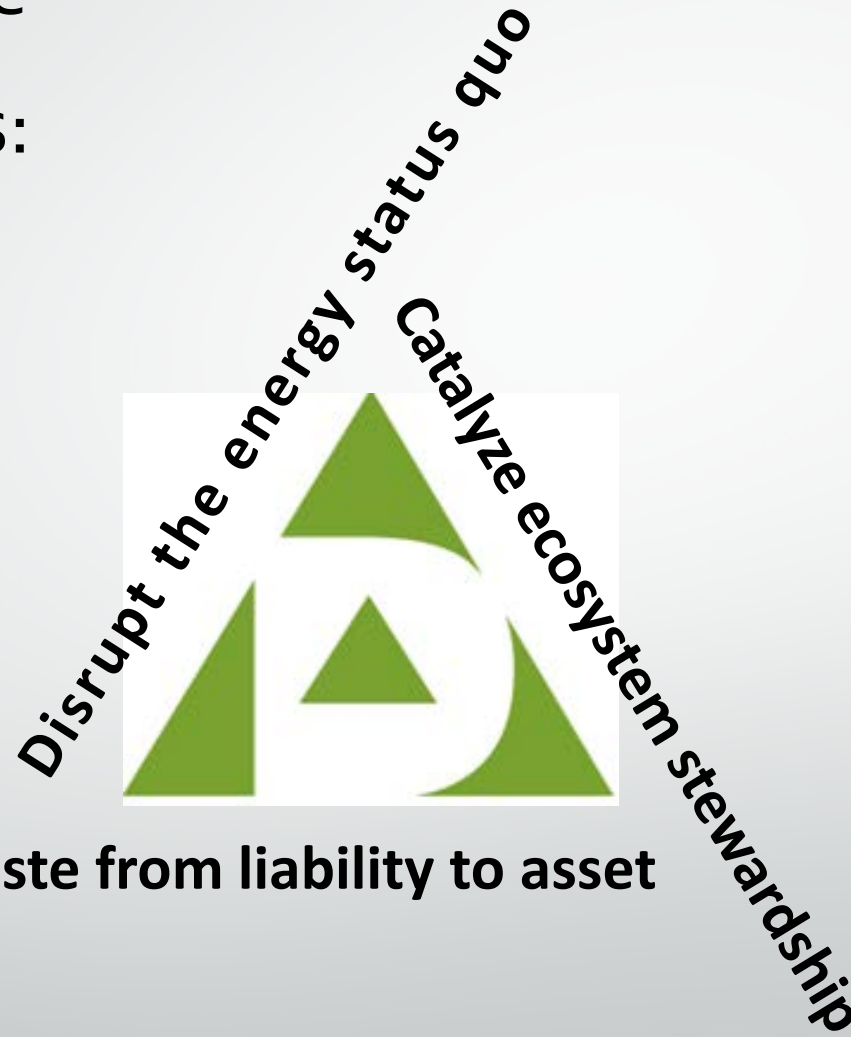 s:
Disrupt the energy status quo
Catalyze ecosystem stewardship
ste from liability to asset